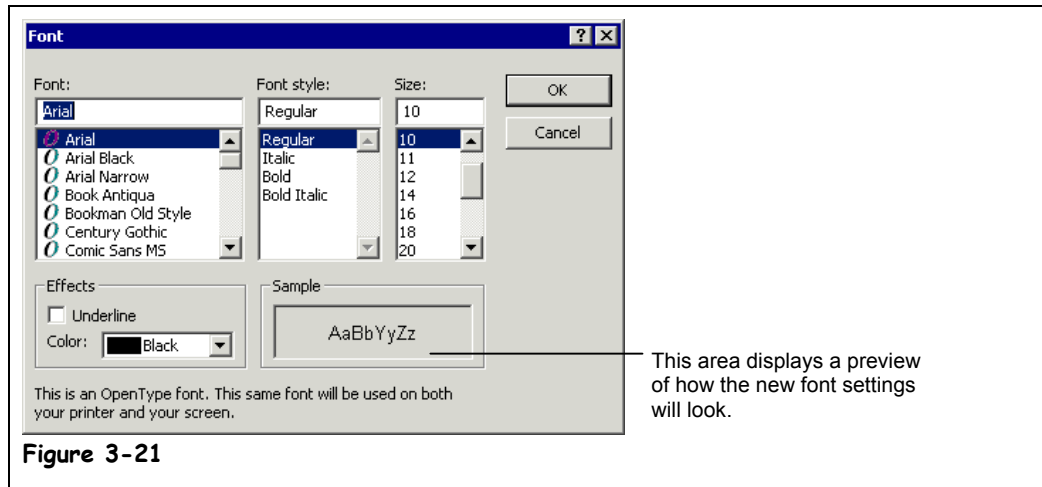 Font
Font:
Font style:
Size:
OK
Cancel
Arial
Regular
10
Arial
Arial Black
Arial Narrow
Book Antiqua
Bookman Old Style
Century Gothic
Comic Sans MS
Regular
Italic
Bold
Bold Italic
10
11
12
14
16
18
20
Effects
Underline
Color:
Black
Sample
AaBbYyZz
This is an OpenType font. This same font will be used on both
your printer and your screen.
This area displays a preview
of how the new font settings
will look.
Figure 3-21